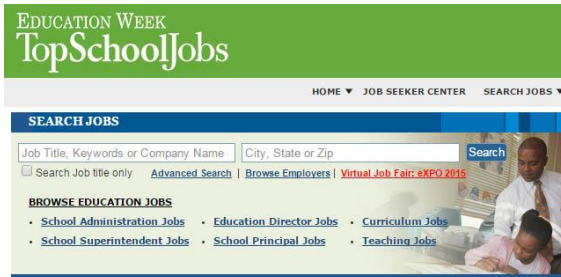 EDUCATION WEEK
TopSchoolJobs
HOME ▼ JOB SEEKER CENTER SEARCH JOBS ▼
SEARCH JOBS
Job Title, Keywords or Company Name City, State or Zip Search
Search Job title only Advanced Search | Browse Employers | Virtual Job Fair: eXPO 2015
BROWSE EDUCATION JOBS
• School Administration Jobs • Education Director Jobs • Curriculum Jobs
• School Superintendent Jobs • School Principal Jobs • Teaching Jobs